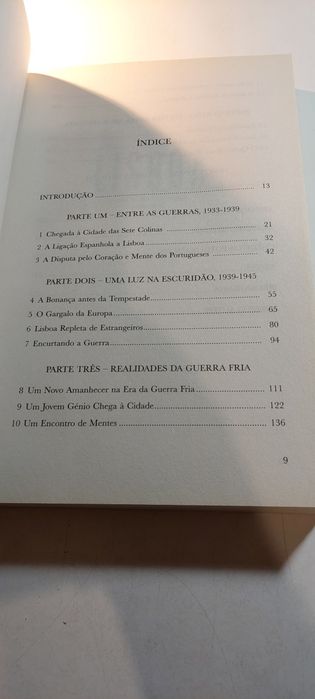 ÍNDICE
INTRODUÇÃO 13
PARTE UM – ENTRE AS GUERRAS, 1933-1939
1 Chegada à Cidade das Sete Colinas 21
2 A Ligação Espanhola a Lisboa 32
3 A Disputa pelo Coração e Mente dos Portugueses 42
PARTE DOIS – UMA LUZ NA ESCURIDÃO, 1939-1945
4 A Bonança antes da Tempestade 55
5 O Gargalo da Europa 65
6 Lisboa Repleta de Estrangeiros 80
7 Encurtando a Guerra 94
PARTE TRÊS – REALIDADES DA GUERRA FRIA
8 Um Novo Amanhecer na Era da Guerra Fria 111
9 Um Jovem Génio Chega à Cidade 122
10 Um Encontro de Mentes 136
9